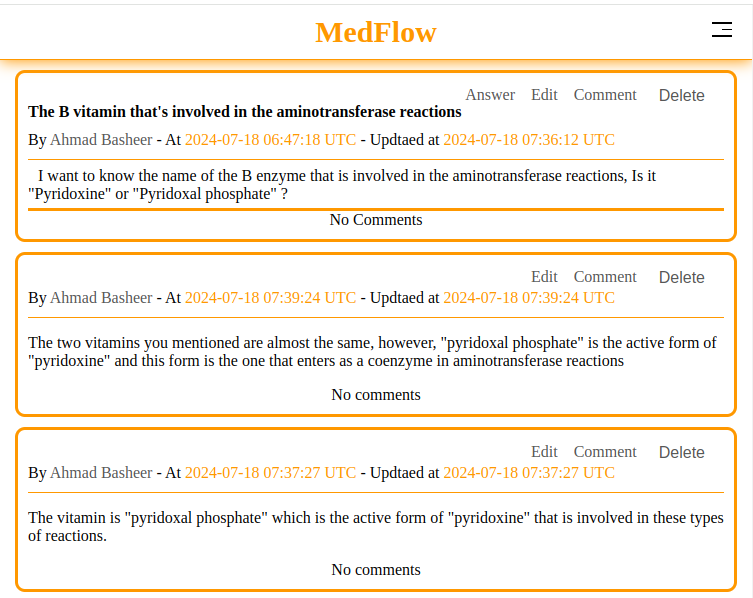 MedFlow
Answer Edit Comment Delete
The B vitamin that's involved in the aminotransferase reactions
By Ahmad Basheer - At 2024-07-18 06:47:18 UTC - Updtaed at 2024-07-18 07:36:12 UTC
I want to know the name of the B enzyme that is involved in the aminotransferase reactions, Is it
"Pyridoxine" or "Pyridoxal phosphate" ?
No Comments
Edit Comment Delete
By Ahmad Basheer - At 2024-07-18 07:39:24 UTC - Updtaed at 2024-07-18 07:39:24 UTC
The two vitamins you mentioned are almost the same, however, "pyridoxal phosphate" is the active form of
"pyridoxine" and this form is the one that enters as a coenzyme in aminotransferase reactions
No comments
Edit Comment Delete
By Ahmad Basheer - At 2024-07-18 07:37:27 UTC - Updtaed at 2024-07-18 07:37:27 UTC
The vitamin is "pyridoxal phosphate" which is the active form of "pyridoxine" that is involved in these types
of reactions.
No comments